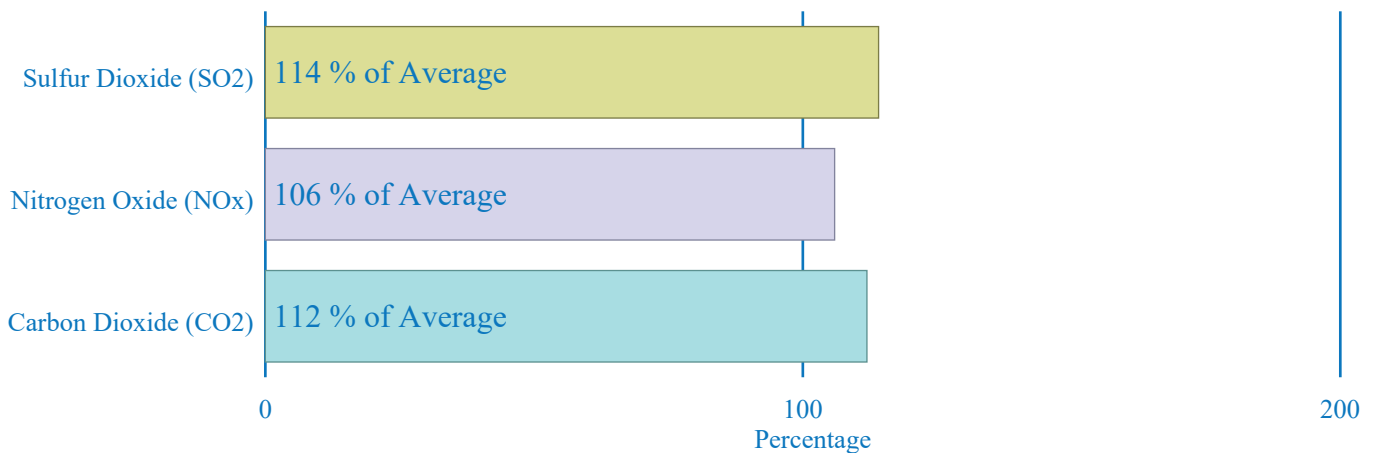 Sulfur Dioxide (SO2)
114 % of Average
Nitrogen Oxide (NOx)
106 % of Average
Carbon Dioxide (CO2)
112 % of Average
0
100
200
Percentage